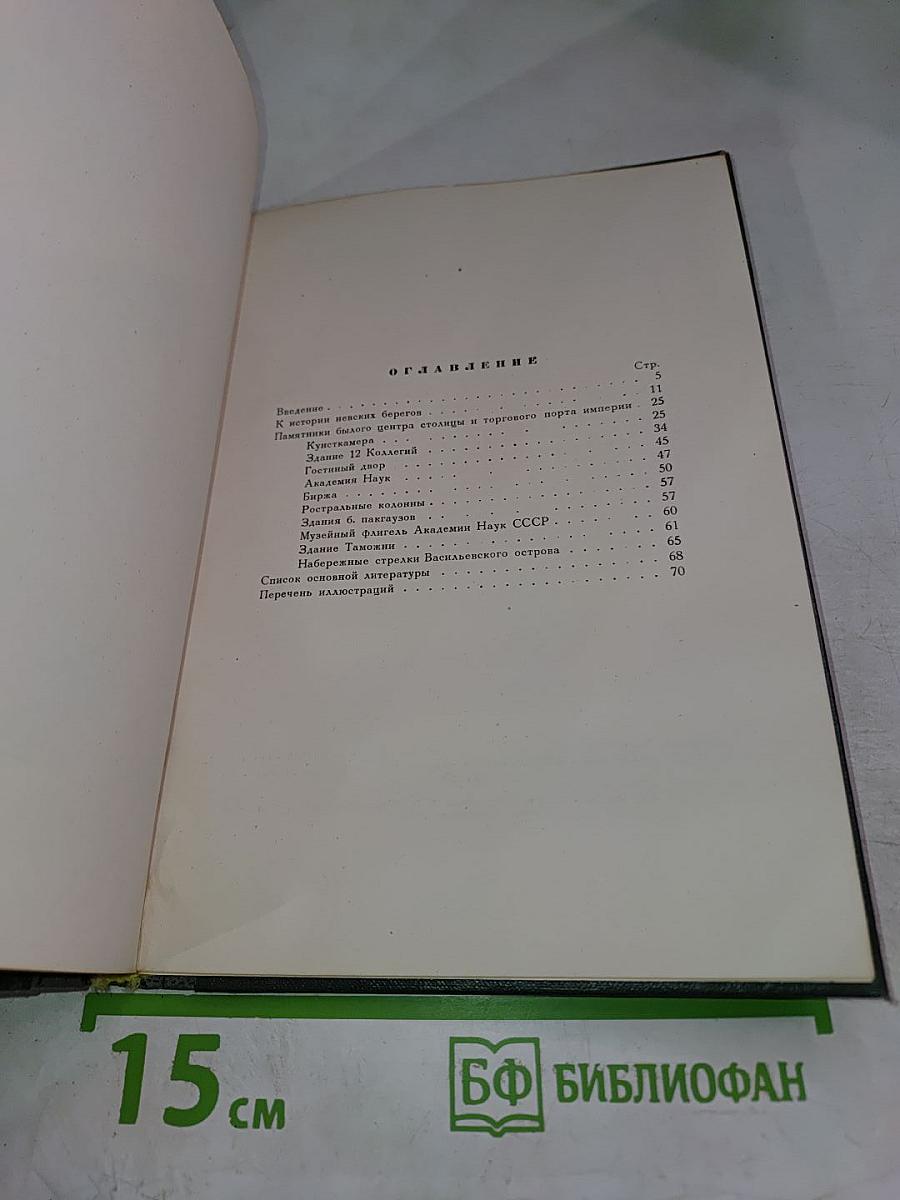 ОГЛАВЛЕНИЕ
Стр.
Введение . . . . . . . . . . . . . . . . . . . 5
К истории невских берегов . . . . . . . . . . . . 11
Памятники былого центра столицы и торгового порта империи . 25
Кунсткамера . . . . . . . . . . . . . . . 25
Здание 12 Коллегий . . . . . . . . . . . . 34
Гостиный двор . . . . . . . . . . . . . . 45
Академия Наук . . . . . . . . . . . . . . 47
Биржа . . . . . . . . . . . . . . . . . 50
Ростральные колонны . . . . . . . . . . . . 57
Здания б. пакгаузов . . . . . . . . . . . . 57
Музейный флигель Академии Наук СССР . . . . . . 60
Здание Таможни . . . . . . . . . . . . . . 61
Набережные стрелки Васильевского острова . . . . . 65
Список основной литературы . . . . . . . . . . . 68
Перечень иллюстраций . . . . . . . . . . . . . 70
15 см
БФ БИБЛИОФАН